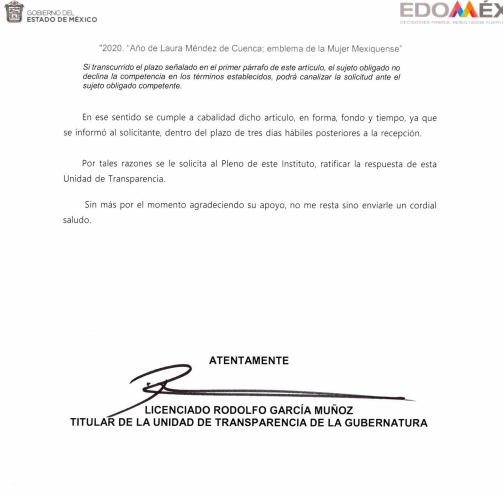 GOBIERNO DEL
ESTADO DE MÉXICO
EDOMÉX
DECISIONES FIRMES, RESULTADOS FUERTES
"2020. "Año de Laura Méndez de Cuenca; emblema de la Mujer Mexiquense"
Si transcurrido el plazo señalado en el primer párrafo de este artículo, el sujeto obligado no
declina la competencia en los términos establecidos, podrá canalizar la solicitud ante el
sujeto obligado competente.
En ese sentido se cumple a cabalidad dicho artículo, en forma, fondo y tiempo, ya que
se informó al solicitante, dentro del plazo de tres días hábiles posteriores a la recepción.
Por tales razones se le solicita al Pleno de este Instituto, ratificar la respuesta de esta
Unidad de Transparencia.
Sin más por el momento agradeciendo su apoyo, no me resta sino enviarle un cordial
saludo.
ATENTAMENTE
LICENCIADO RODOLFO GARCÍA MUÑOZ
TITULAR DE LA UNIDAD DE TRANSPARENCIA DE LA GUBERNATURA